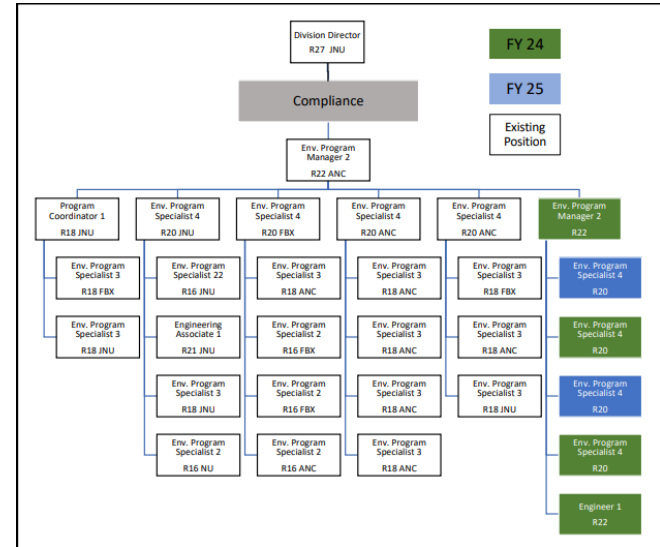 Division Director
R27 JNU
FY 24
FY 25
Existing
Position
Compliance
Env. Program
Manager 2
R22 ANC
Program
Coordinator 1
R18 JNU
Env. Program
Specialist 4
R20 JNU
Env. Program
Specialist 4
R20 FBX
Env. Program
Specialist 4
R20 ANC
Env. Program
Specialist 4
R20 ANC
Env. Program
Manager 2
R22
Env. Program
Specialist 3
R18 FBX
Env. Program
Specialist 22
R16 JNU
Env. Program
Specialist 3
R18 ANC
Env. Program
Specialist 3
R18 ANC
Env. Program
Specialist 3
R18 FBX
Env. Program
Specialist 4
R20
Env. Program
Specialist 3
R18 JNU
Engineering
Associate 1
R21 JNU
Env. Program
Specialist 2
R16 FBX
Env. Program
Specialist 3
R18 ANC
Env. Program
Specialist 3
R18 ANC
Env. Program
Specialist 4
R20
Env. Program
Specialist 3
R18 JNU
Env. Program
Specialist 2
R16 FBX
Env. Program
Specialist 3
R18 ANC
Env. Program
Specialist 3
R18 JNU
Env. Program
Specialist 4
R20
Env. Program
Specialist 2
R16 NU
Env. Program
Specialist 2
R16 ANC
Env. Program
Specialist 3
R18 ANC
Env. Program
Specialist 4
R20
Engineer 1
R22